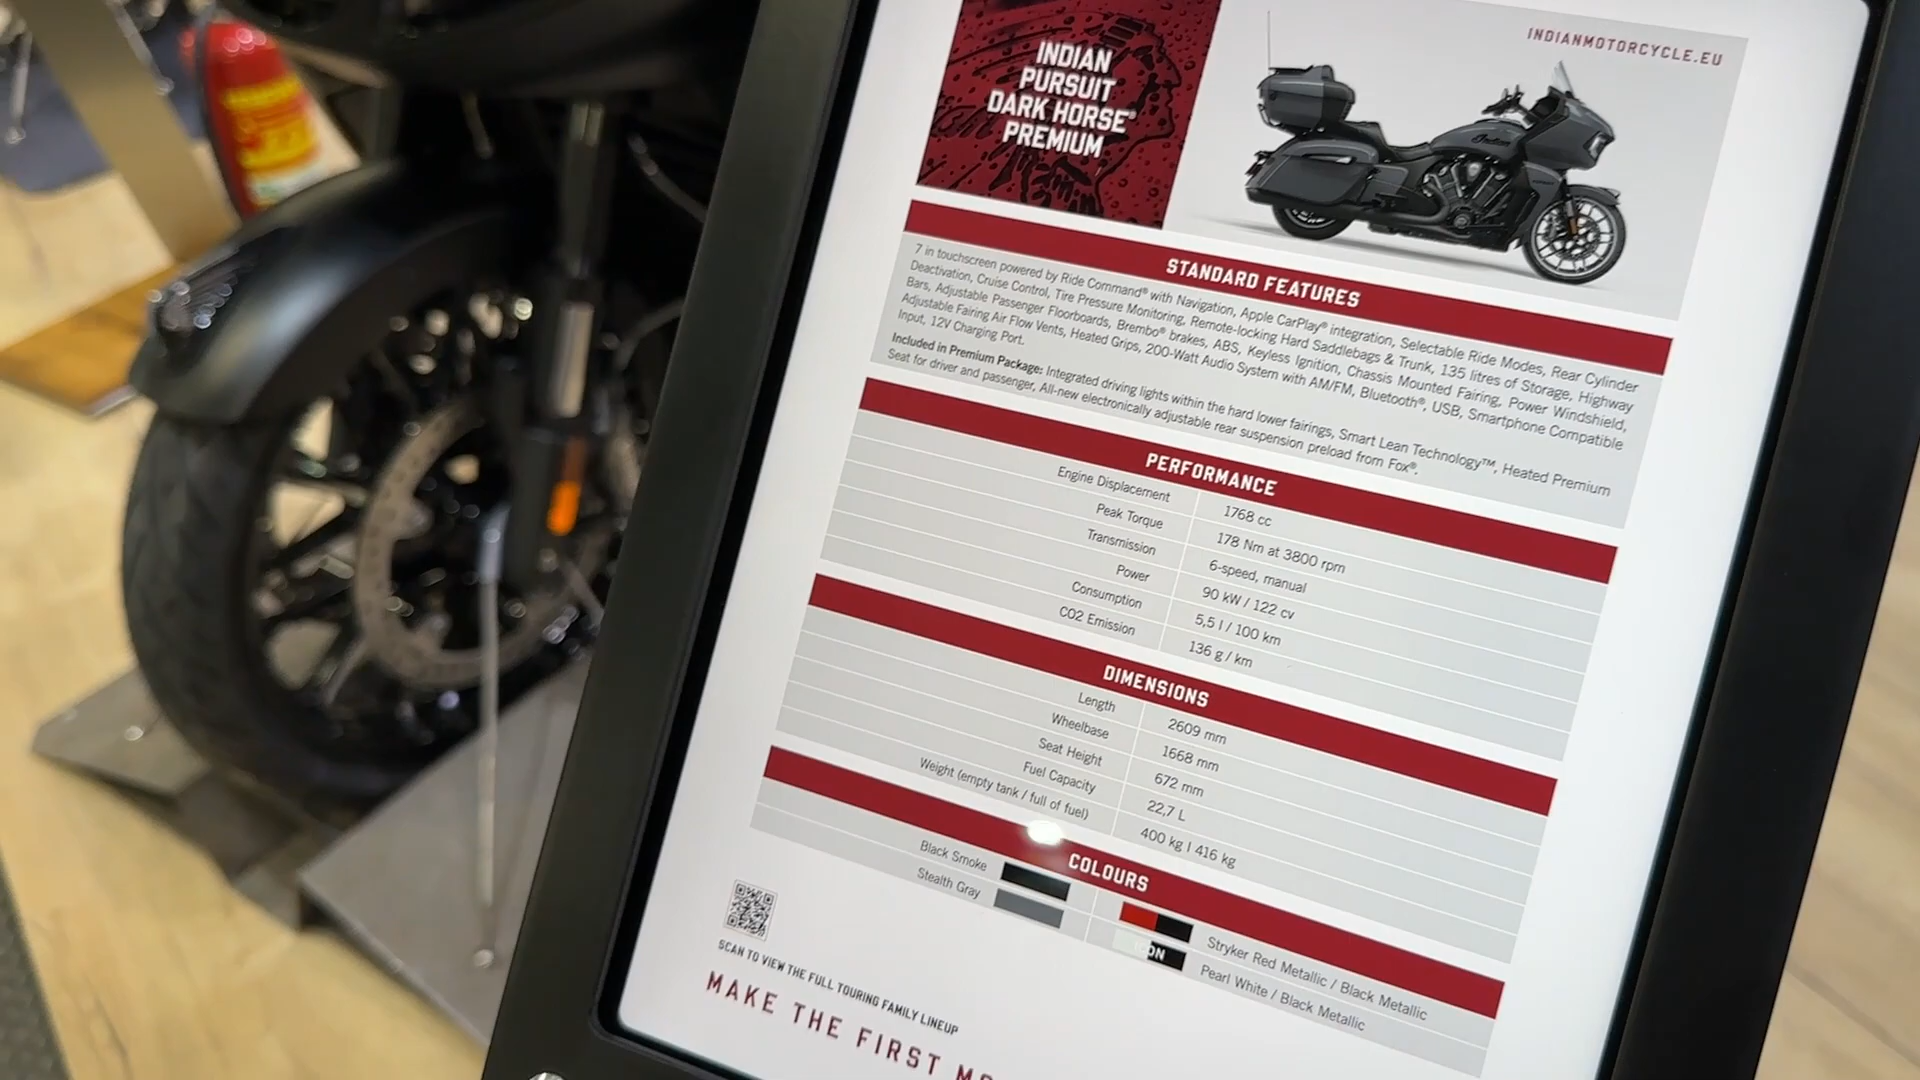 INDIAN
PURSUIT
DARK HORSE®
PREMIUM
INDIANMOTORCYCLE.EU
STANDARD FEATURES
7 in touchscreen powered by Ride Command® with Navigation, Apple CarPlay® integration, Selectable Ride Modes, Rear Cylinder
Deactivation, Cruise Control, Tire Pressure Monitoring, Remote-locking Hard Saddlebags & Trunk, 135 litres of Storage, Highway
Bars, Adjustable Passenger Floorboards, Brembo® brakes, ABS, Keyless Ignition, Chassis Mounted Fairing, Power Windshield,
Adjustable Fairing Air Flow Vents, Heated Grips, 200-Watt Audio System with AM/FM, Bluetooth®, USB, Smartphone Compatible
Input, 12V Charging Port.
Included in Premium Package: Integrated driving lights within the hard lower fairings, Smart Lean Technology™, Heated Premium
Seat for driver and passenger, All-new electronically adjustable rear suspension preload from Fox®.
PERFORMANCE
Engine Displacement 1768 cc
Peak Torque 178 Nm at 3800 rpm
Transmission 6-speed, manual
Power 90 kW / 122 cv
Consumption 5,5 l / 100 km
CO2 Emission 136 g / km
DIMENSIONS
Length 2609 mm
Wheelbase 1668 mm
Seat Height 672 mm
Fuel Capacity 22,7 L
Weight (empty tank / full of fuel) 400 kg l 416 kg
COLOURS
Black Smoke Stryker Red Metallic / Black Metallic
Stealth Gray Pearl White / Black Metallic
SCAN TO VIEW THE FULL TOURING FAMILY LINEUP
MAKE THE FIRST